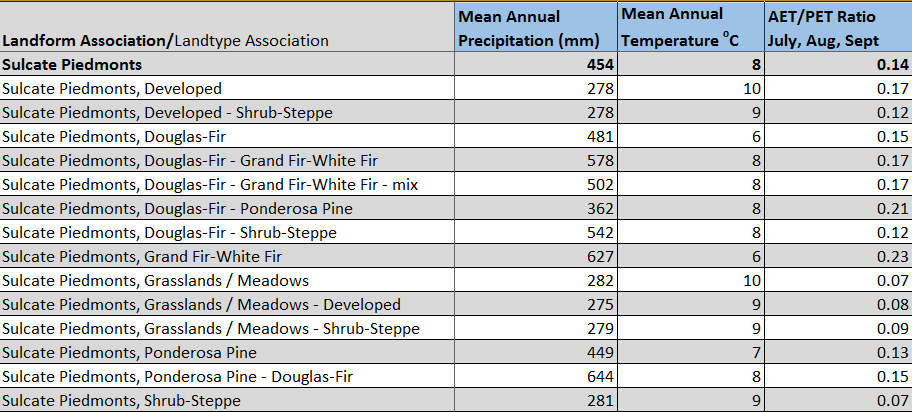 Landform Association/Landtype Association Mean Annual Precipitation (mm) Mean Annual Temperature °C AET/PET Ratio July, Aug, Sept
Sulcate Piedmonts 454 8 0.14
Sulcate Piedmonts, Developed 278 10 0.17
Sulcate Piedmonts, Developed - Shrub-Steppe 278 9 0.12
Sulcate Piedmonts, Douglas-Fir 481 6 0.15
Sulcate Piedmonts, Douglas-Fir - Grand Fir-White Fir 578 8 0.17
Sulcate Piedmonts, Douglas-Fir - Grand Fir-White Fir - mix 502 8 0.17
Sulcate Piedmonts, Douglas-Fir - Ponderosa Pine 362 8 0.21
Sulcate Piedmonts, Douglas-Fir - Shrub-Steppe 542 8 0.12
Sulcate Piedmonts, Grand Fir-White Fir 627 6 0.23
Sulcate Piedmonts, Grasslands / Meadows 282 10 0.07
Sulcate Piedmonts, Grasslands / Meadows - Developed 275 9 0.08
Sulcate Piedmonts, Grasslands / Meadows - Shrub-Steppe 279 9 0.09
Sulcate Piedmonts, Ponderosa Pine 449 7 0.13
Sulcate Piedmonts, Ponderosa Pine - Douglas-Fir 644 8 0.15
Sulcate Piedmonts, Shrub-Steppe 281 9 0.07